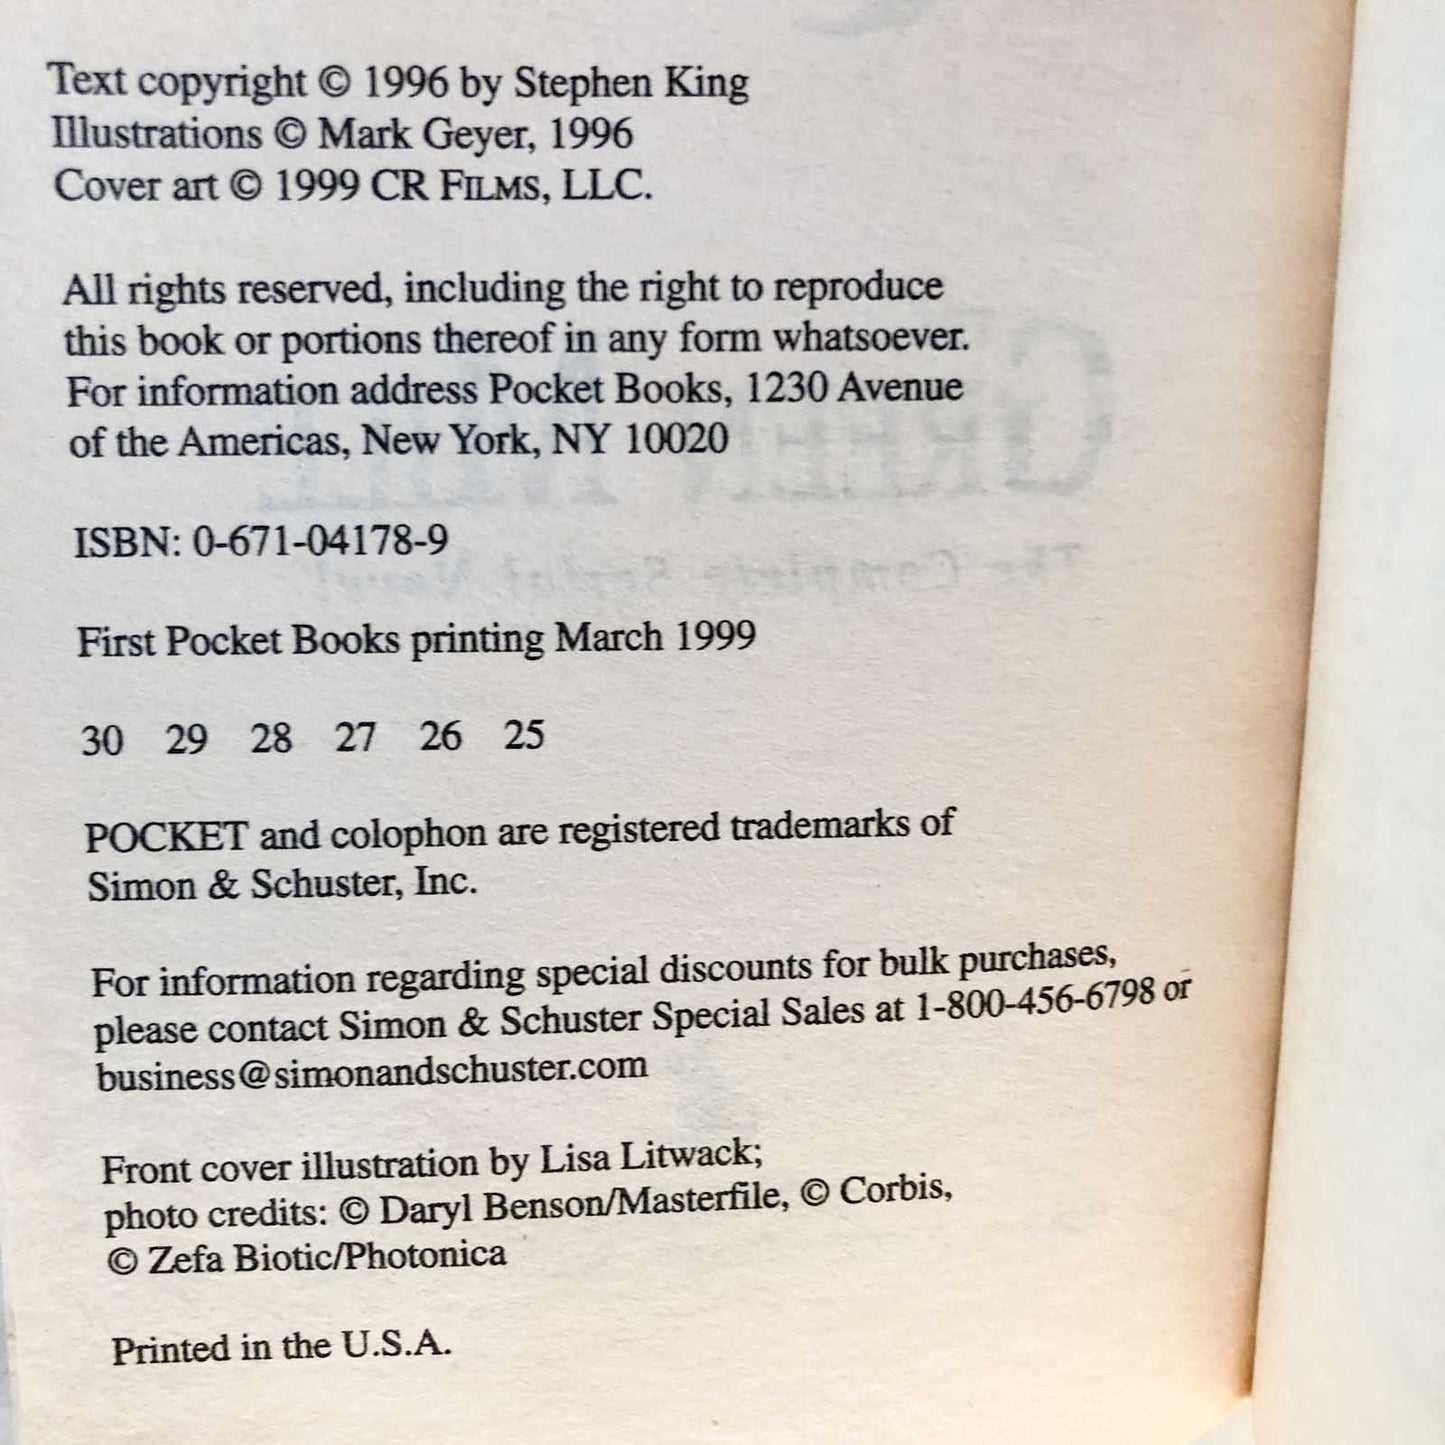 Text copyright © 1996 by Stephen King
Illustrations © Mark Geyer, 1996
Cover art © 1999 CR FILMS, LLC.
All rights reserved, including the right to reproduce
this book or portions thereof in any form whatsoever.
For information address Pocket Books, 1230 Avenue
of the Americas, New York, NY 10020
ISBN: 0-671-04178-9
First Pocket Books printing March 1999
30 29 28 27 26 25
POCKET and colophon are registered trademarks of
Simon & Schuster, Inc.
For information regarding special discounts for bulk purchases,
please contact Simon & Schuster Special Sales at 1-800-456-6798 or
business@simonandschuster.com
Front cover illustration by Lisa Litwack;
photo credits: © Daryl Benson/Masterfile, © Corbis,
© Zefa Biotic/Photonica
Printed in the U.S.A.